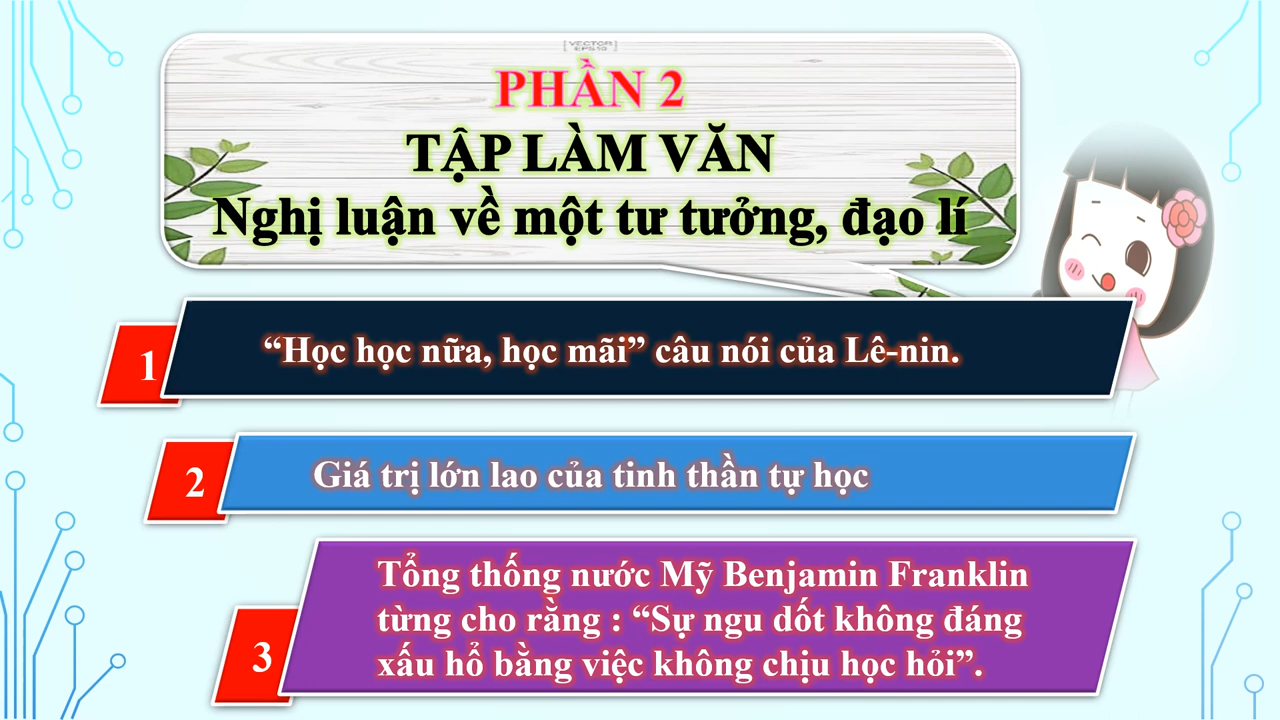 [VECTOR]
EPS10
PHẦN 2
TẬP LÀM VĂN
Nghị luận về một tư tưởng, đạo lí
1
“Học học nữa, học mãi” câu nói của Lê-nin.
2
Giá trị lớn lao của tinh thần tự học
3
Tổng thống nước Mỹ Benjamin Franklin
từng cho rằng : “Sự ngu dốt không đáng
xấu hổ bằng việc không chịu học hỏi”.